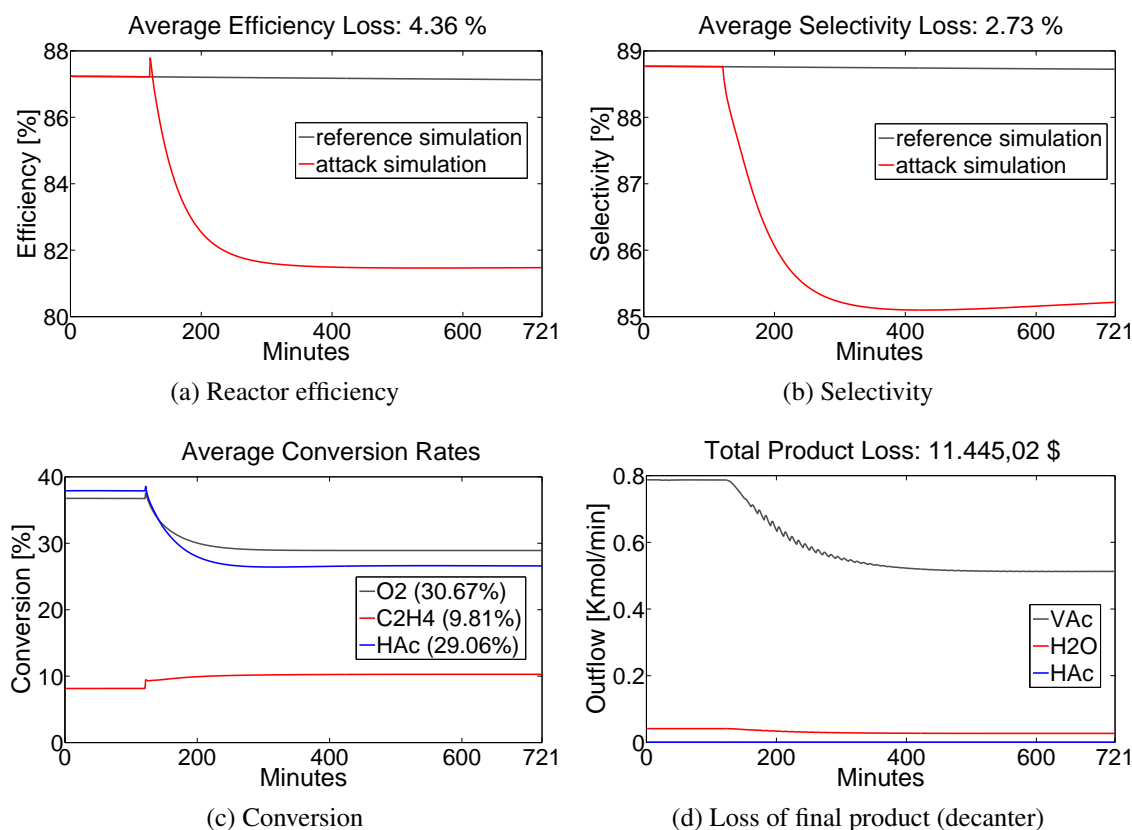 Average Efficiency Loss: 4.36 %
88
86
84
82
80
Efficiency [%]
reference simulation
attack simulation
0
200
400
600
721
Minutes
(a) Reactor efficiency
Average Selectivity Loss: 2.73 %
89
88
87
86
85
Selectivity [%]
reference simulation
attack simulation
0
200
400
600
721
Minutes
(b) Selectivity
Average Conversion Rates
40
30
20
10
0
Conversion [%]
O2 (30.67%)
C2H4 (9.81%)
HAc (29.06%)
0
200
400
600
721
Minutes
(c) Conversion
Total Product Loss: 11.445,02 $
0.8
0.6
0.4
0.2
0
Outflow [Kmol/min]
VAc
H2O
HAc
0
200
400
600
721
Minutes
(d) Loss of final product (decanter)